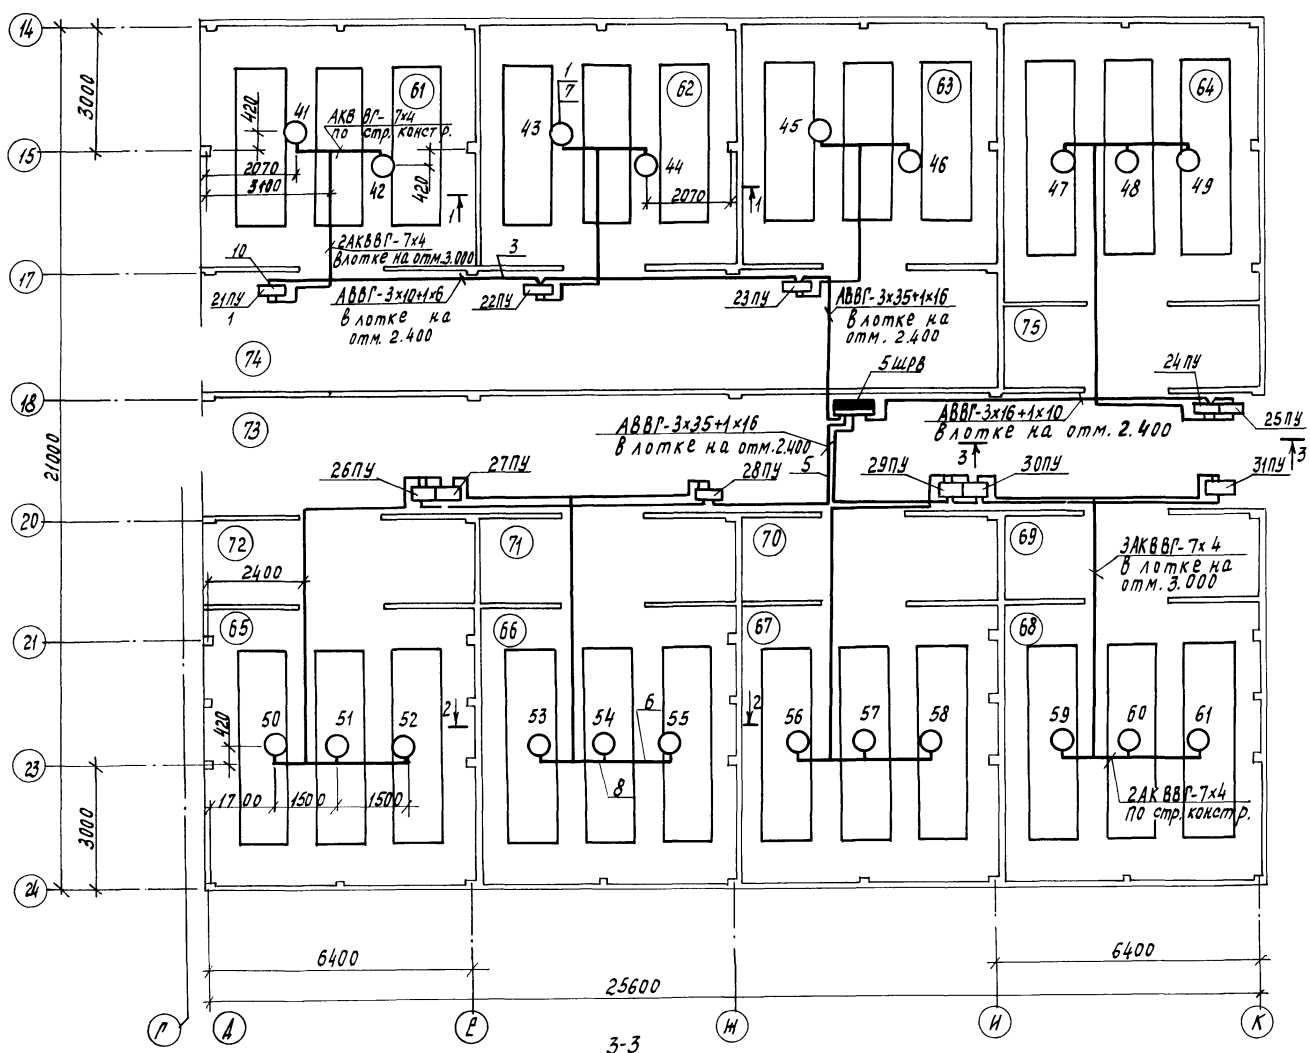 14
61
62
63
64
3000
420
41
АКВВГ-7х4
по стр. констр.
1
7
43
44
45
46
47
48
49
15
2070
3100
42
420
2070
1
1
2АКВВГ-7х4
в лотке на отм.3.000
10
3
17
21ПУ
1
АВВГ-3х10+1х6
в лотке на
отм. 2.400
22ПУ
23ПУ
АВВГ-3х35+1х16
в лотке на
отм. 2.400
75
74
5ШРВ
24ПУ
18
73
АВВГ-3х35+1х16
в лотке на отм.2.400
АВВГ-3х16+1х10
в лотке на отм. 2.400
25ПУ
21000
26ПУ
27ПУ
28ПУ
5
29ПУ
3
30ПУ
31ПУ
3
20
72
71
70
69
2400
3АКВВГ-7х4
в лотке на
отм. 3.000
21
65
66
67
68
420
50
51
52
2
53
54
6
55
2
56
57
58
59
60
61
23
1700
1500
1500
8
2АКВВГ-7х4
по стр. констр.
3000
24
6400
6400
25600
Г
Д
Е
Ж
И
К
3-3